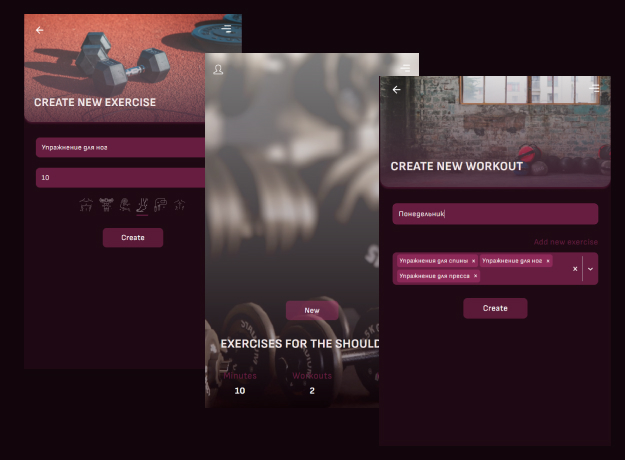 CREATE NEW EXERCISE
Упражнение для ног
10
Create
New
EXERCISES FOR THE SHOULD
Minutes
Workouts
10
2
CREATE NEW WORKOUT
Понедельник
Add new exercise
Упражнения для спины × Упражнение для ног ×
Упражнение для пресса ×
Create